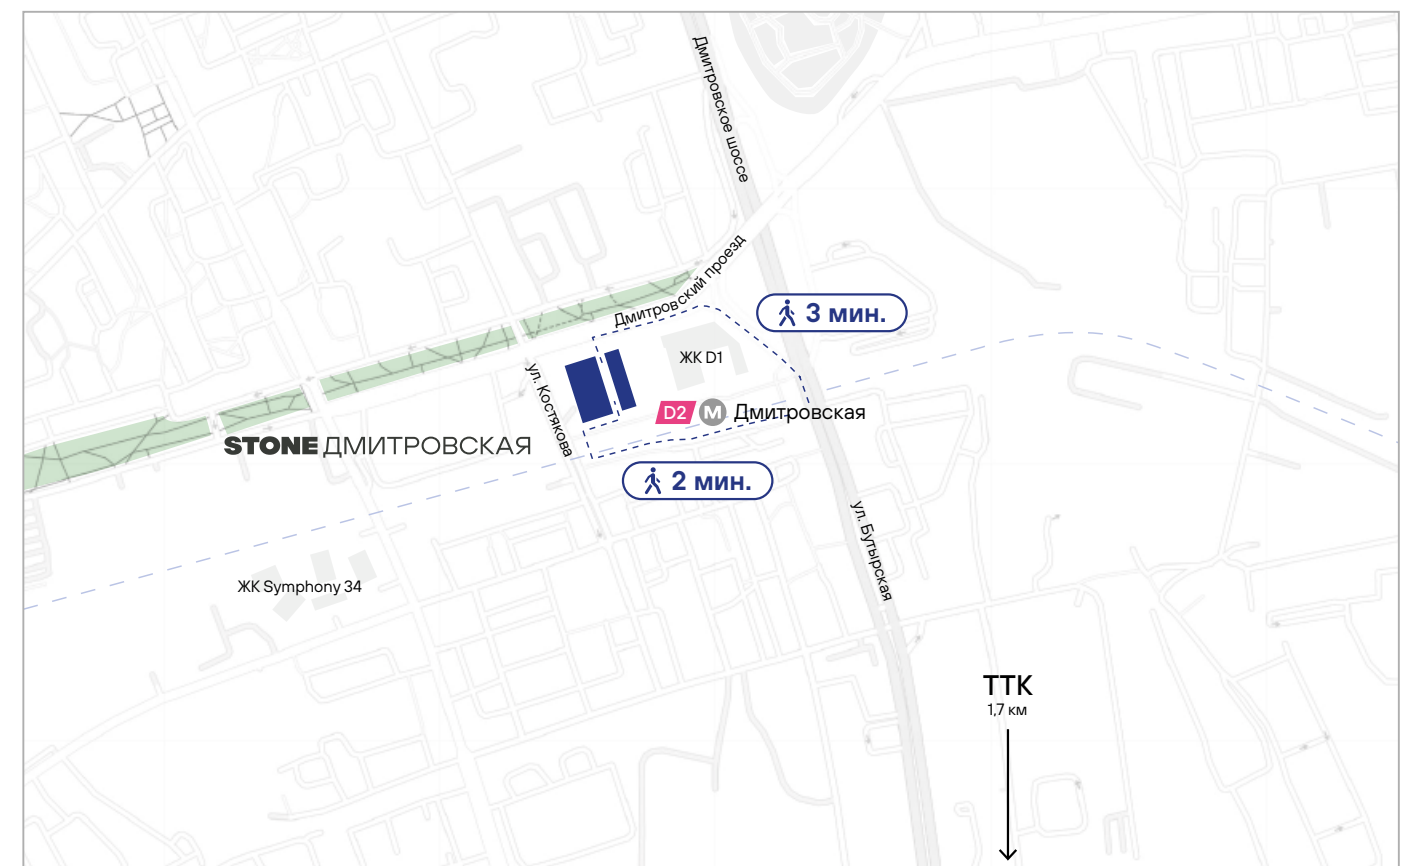 Дмитровское шоссе
Дмитровский проезд
3 мин.
ЖК D1
ул. Костякова
D2 М Дмитровская
STONE ДМИТРОВСКАЯ
2 мин.
ул. Бутырская
ЖК Symphony 34
ТТК
1,7 км